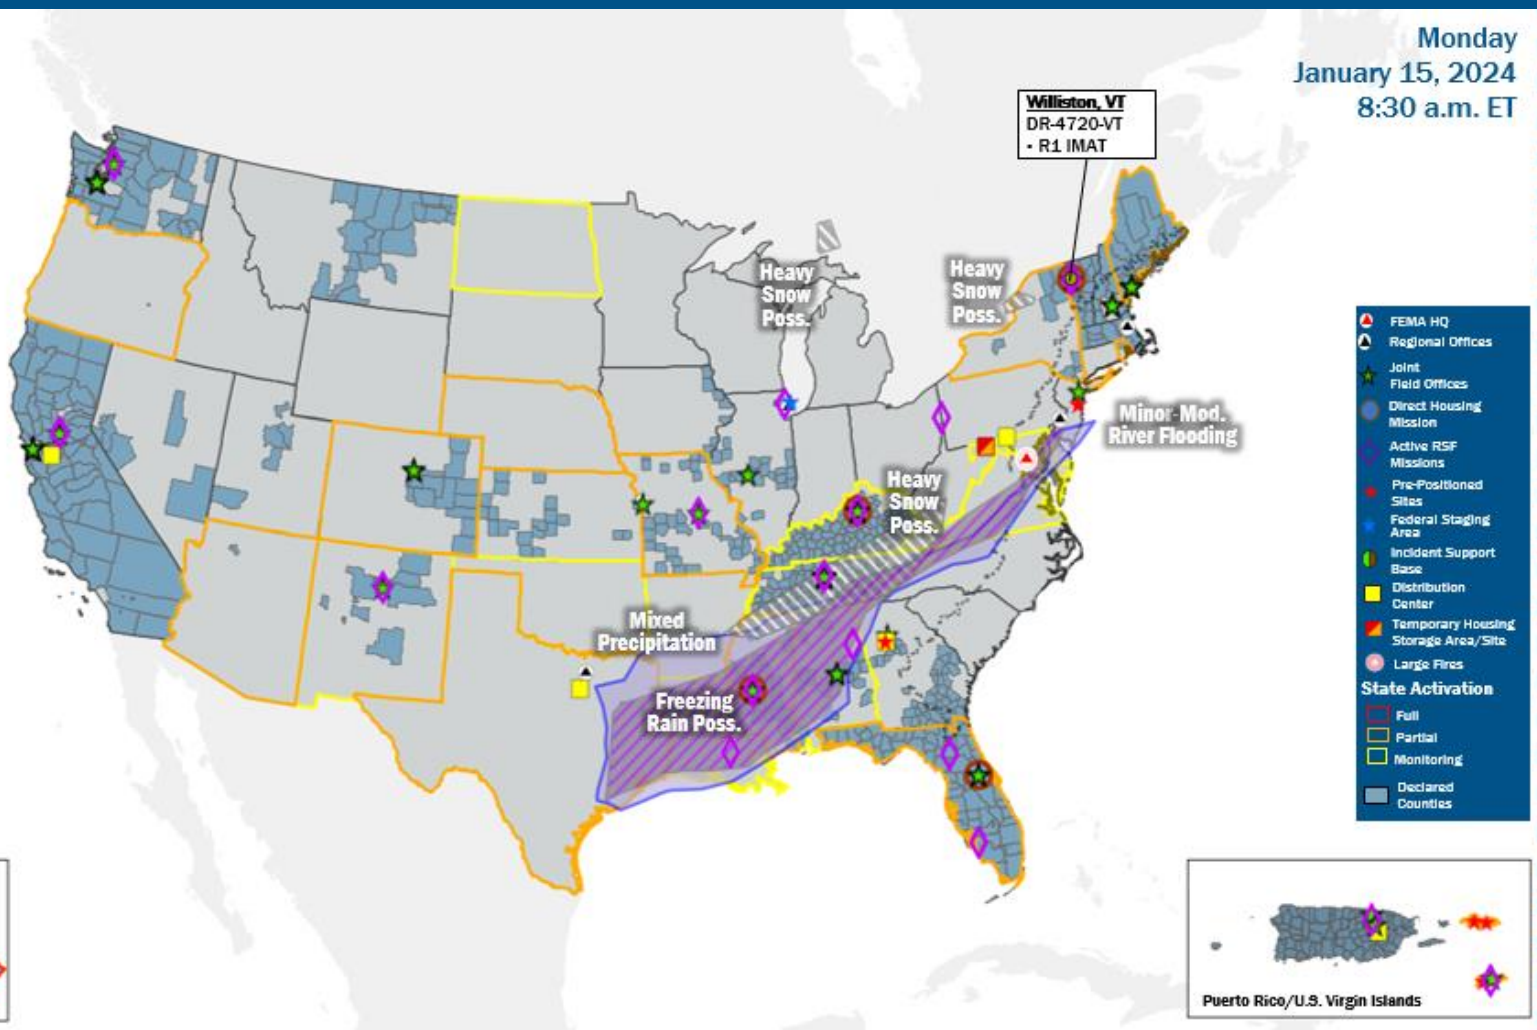 Monday
January 15, 2024
8:30 a.m. ET
Williston, VT
DR-4720-VT
- R1 IMAT
Heavy
Snow
Poss.
Heavy
Snow
Poss.
Minor-Mod.
River Flooding
Heavy
Snow
Poss.
Mixed
Precipitation
Freezing
Rain Poss.
FEMA HQ
Regional Offices
Joint
Field Offices
Direct Housing
Mission
Active RSF
Missions
Pre-Positioned
Sites
Federal Staging
Area
Incident Support
Base
Distribution
Center
Temporary Housing
Storage Area/Site
Large Fires
State Activation
Full
Partial
Monitoring
Declared
Counties
Puerto Rico/U.S. Virgin Islands